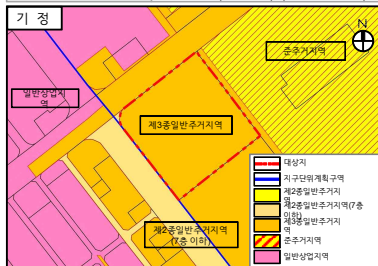 기 정
N
준주거지역
일반상업지
역
제3종일반주거지역
제2종일반주거지역
(7층 이하)
대상지
지구단위계획구역
제2종일반주거지
역
제2종일반주거지역(7층
이하)
제3종일반주거지
역
준주거지역
일반상업지역